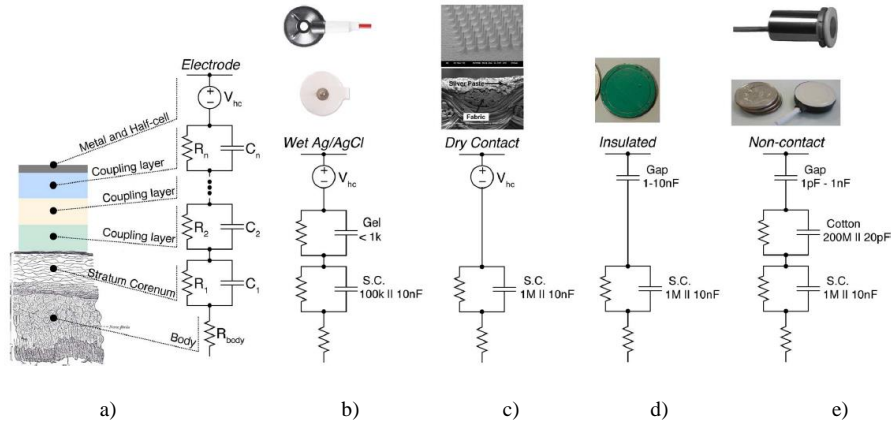 Electrode
V_hc
Metal and Half-cell
R_n C_n
Coupling layer
Coupling layer
R_2 C_2
Coupling layer
Stratum Corenum
R_1 C_1
Body
R_body
Wet Ag/AgCl
V_hc
Gel
< 1k
S.C.
100k II 10nF
Silver Paste
Fabric
Dry Contact
V_hc
S.C.
1M II 10nF
Insulated
Gap
1-10nF
S.C.
1M II 10nF
Non-contact
Gap
1pF - 1nF
Cotton
200M II 20pF
S.C.
1M II 10nF
a) b) c) d) e)